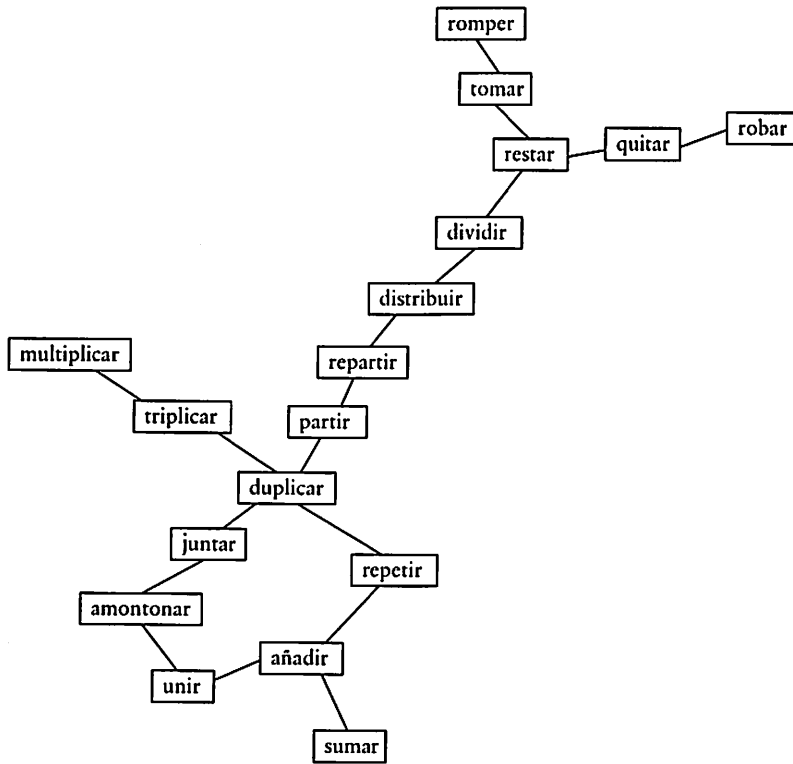 romper
tomar
robar
quitar
restar
dividir
distribuir
multiplicar
repartir
triplicar
partir
duplicar
juntar
repetir
amontonar
añadir
unir
sumar